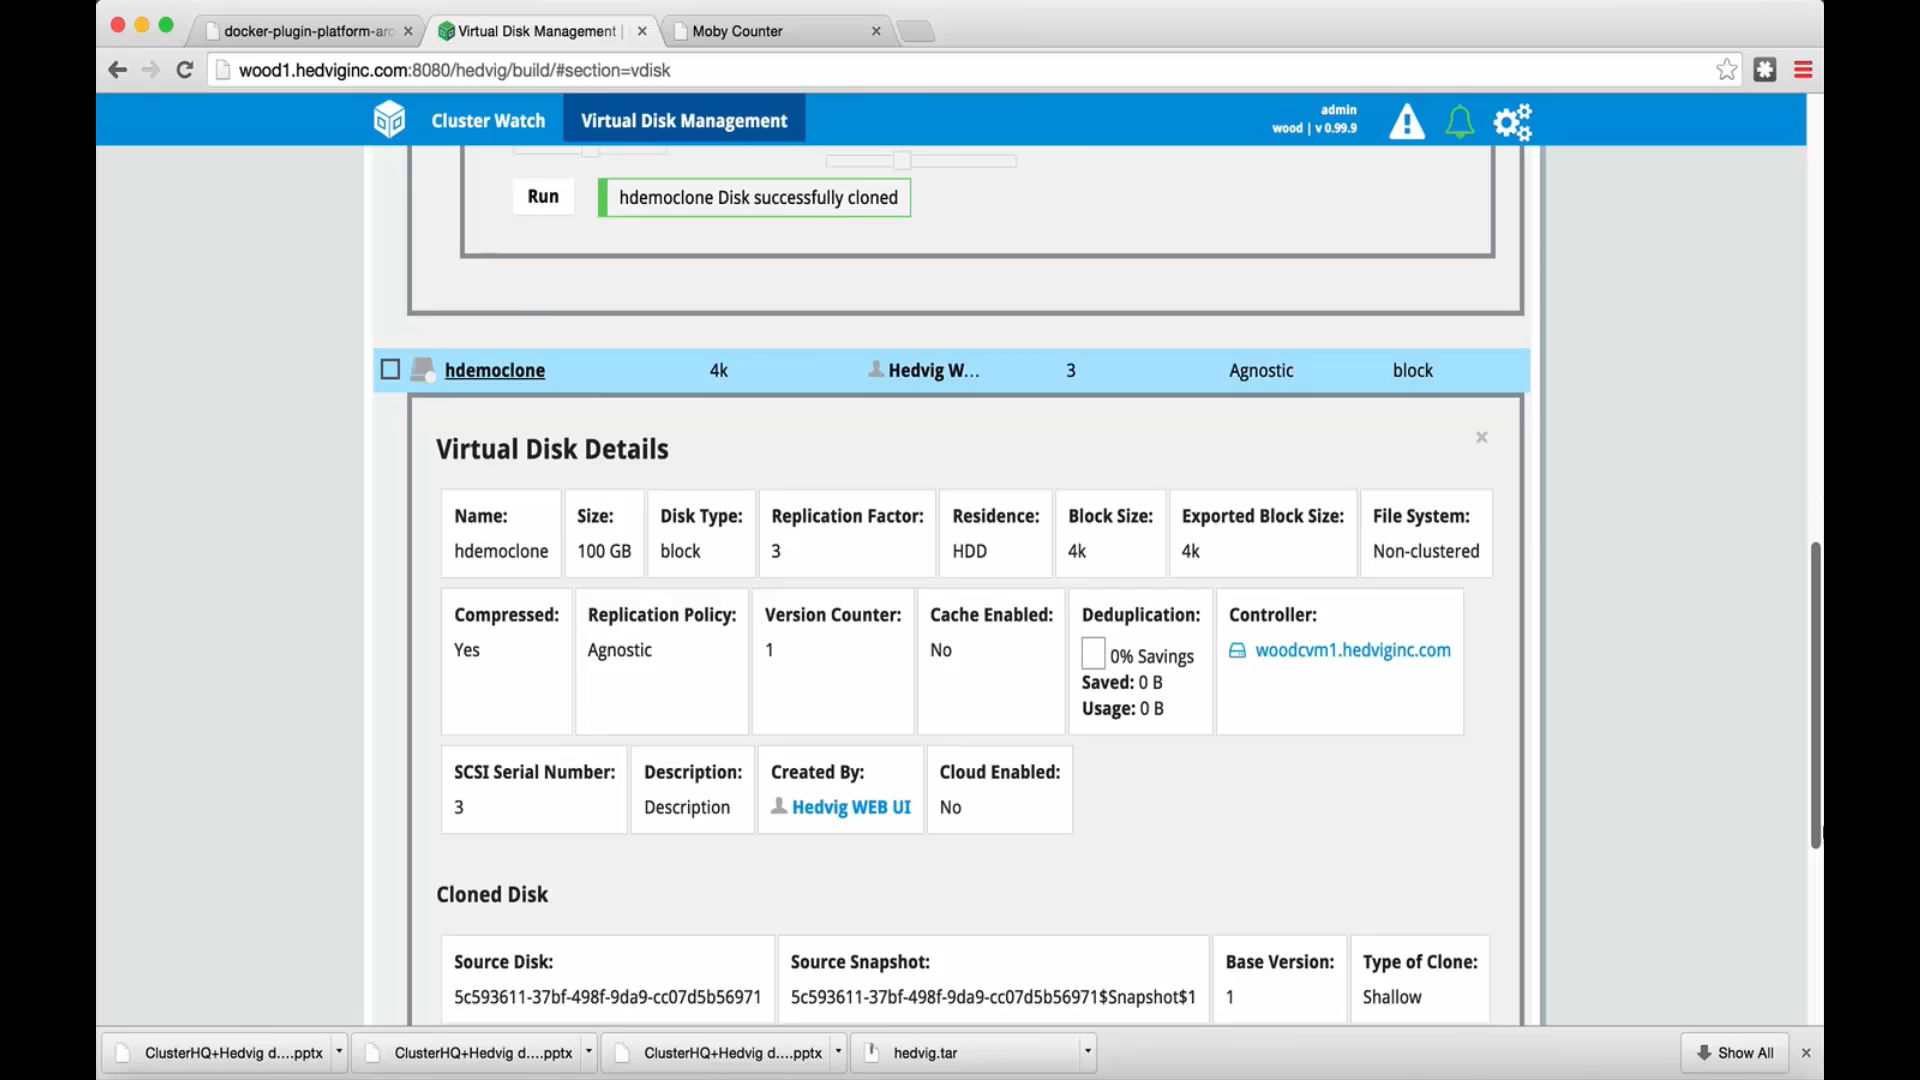 docker-plugin-platform-arc
Virtual Disk Management |
Moby Counter
wood1.hedviginc.com:8080/hedvig/build/#section=vdisk
Cluster Watch
Virtual Disk Management
admin
wood | v 0.99.9
Run
hdemoclone Disk successfully cloned
hdemoclone 4k Hedvig W... 3 Agnostic block
Virtual Disk Details
Name: Size: Disk Type: Replication Factor: Residence: Block Size: Exported Block Size: File System:
hdemoclone 100 GB block 3 HDD 4k 4k Non-clustered
Compressed: Replication Policy: Version Counter: Cache Enabled: Deduplication: Controller:
Yes Agnostic 1 No 0% Savings woodcvm1.hedviginc.com
Saved: 0 B
Usage: 0 B
SCSI Serial Number: Description: Created By: Cloud Enabled:
3 Description Hedvig WEB UI No
Cloned Disk
Source Disk: Source Snapshot: Base Version: Type of Clone:
5c593611-37bf-498f-9da9-cc07d5b56971 5c593611-37bf-498f-9da9-cc07d5b56971$Snapshot$1 1 Shallow
ClusterHQ+Hedvig d....pptx ClusterHQ+Hedvig d....pptx ClusterHQ+Hedvig d....pptx hedvig.tar Show All